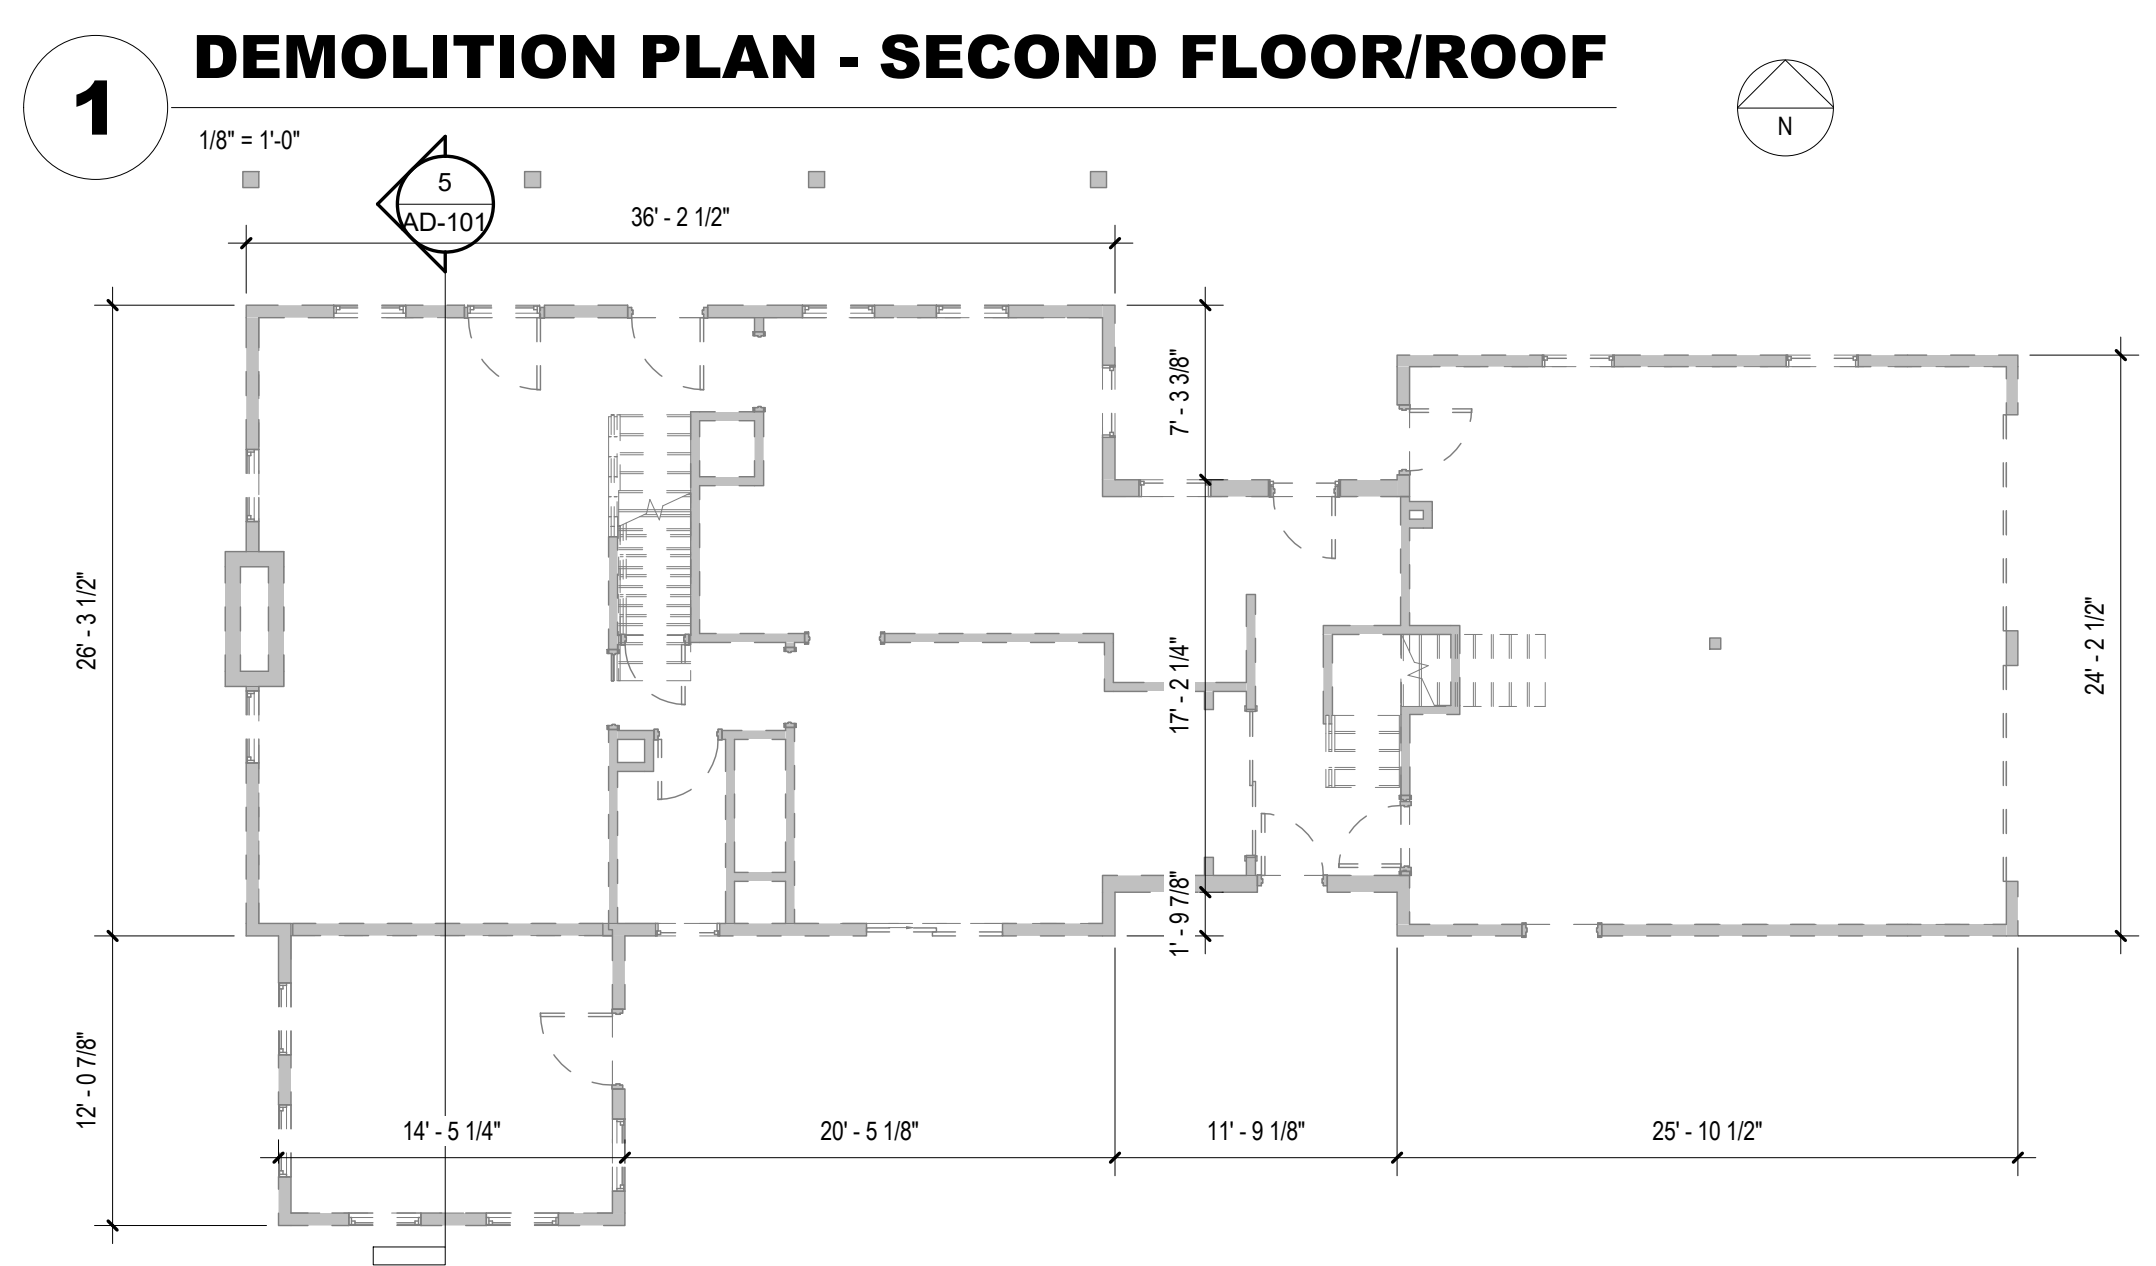 1
DEMOLITION PLAN - SECOND FLOOR/ROOF
1/8" = 1'-0"
N
5
AD-101
36' - 2 1/2"
7' - 3 3/8"
26' - 3 1/2"
17' - 2 1/4"
24' - 2 1/2"
1' - 9 7/8"
12' - 0 7/8"
14' - 5 1/4"
20' - 5 1/8"
11' - 9 1/8"
25' - 10 1/2"